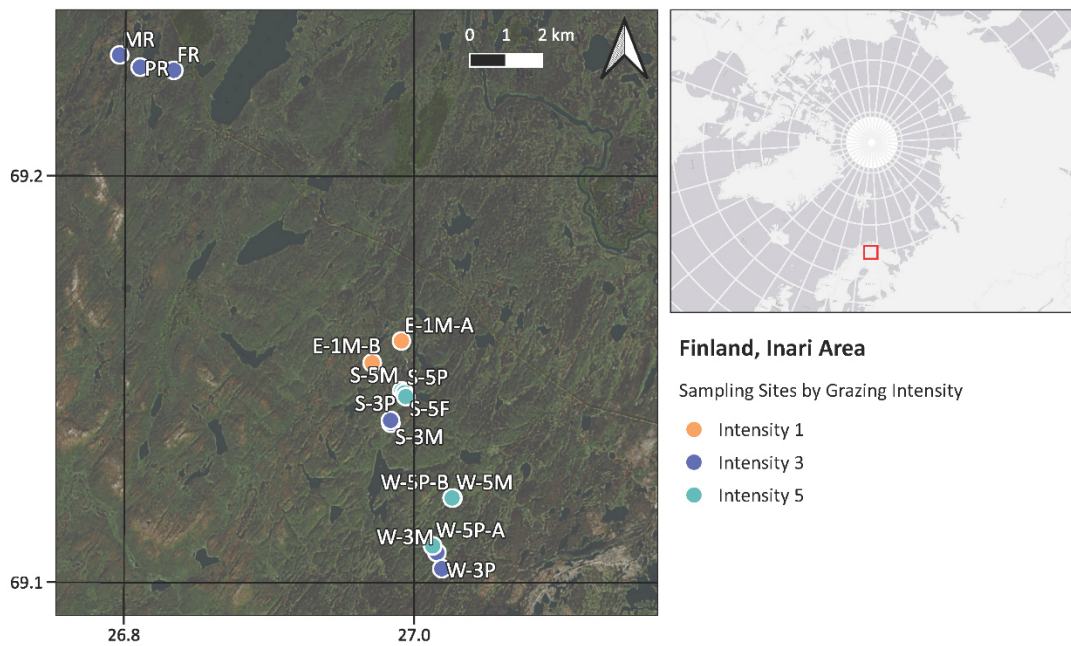 MR
PR
FR
0 1 2 km
69.2
E-1M-A
E-1M-B
S-5M
S-5P
S-3P
S-5F
S-3M
W-5P-B
W-5M
W-5P-A
W-3M
W-3P
69.1
26.8
27.0
Finland, Inari Area
Sampling Sites by Grazing Intensity
Intensity 1
Intensity 3
Intensity 5